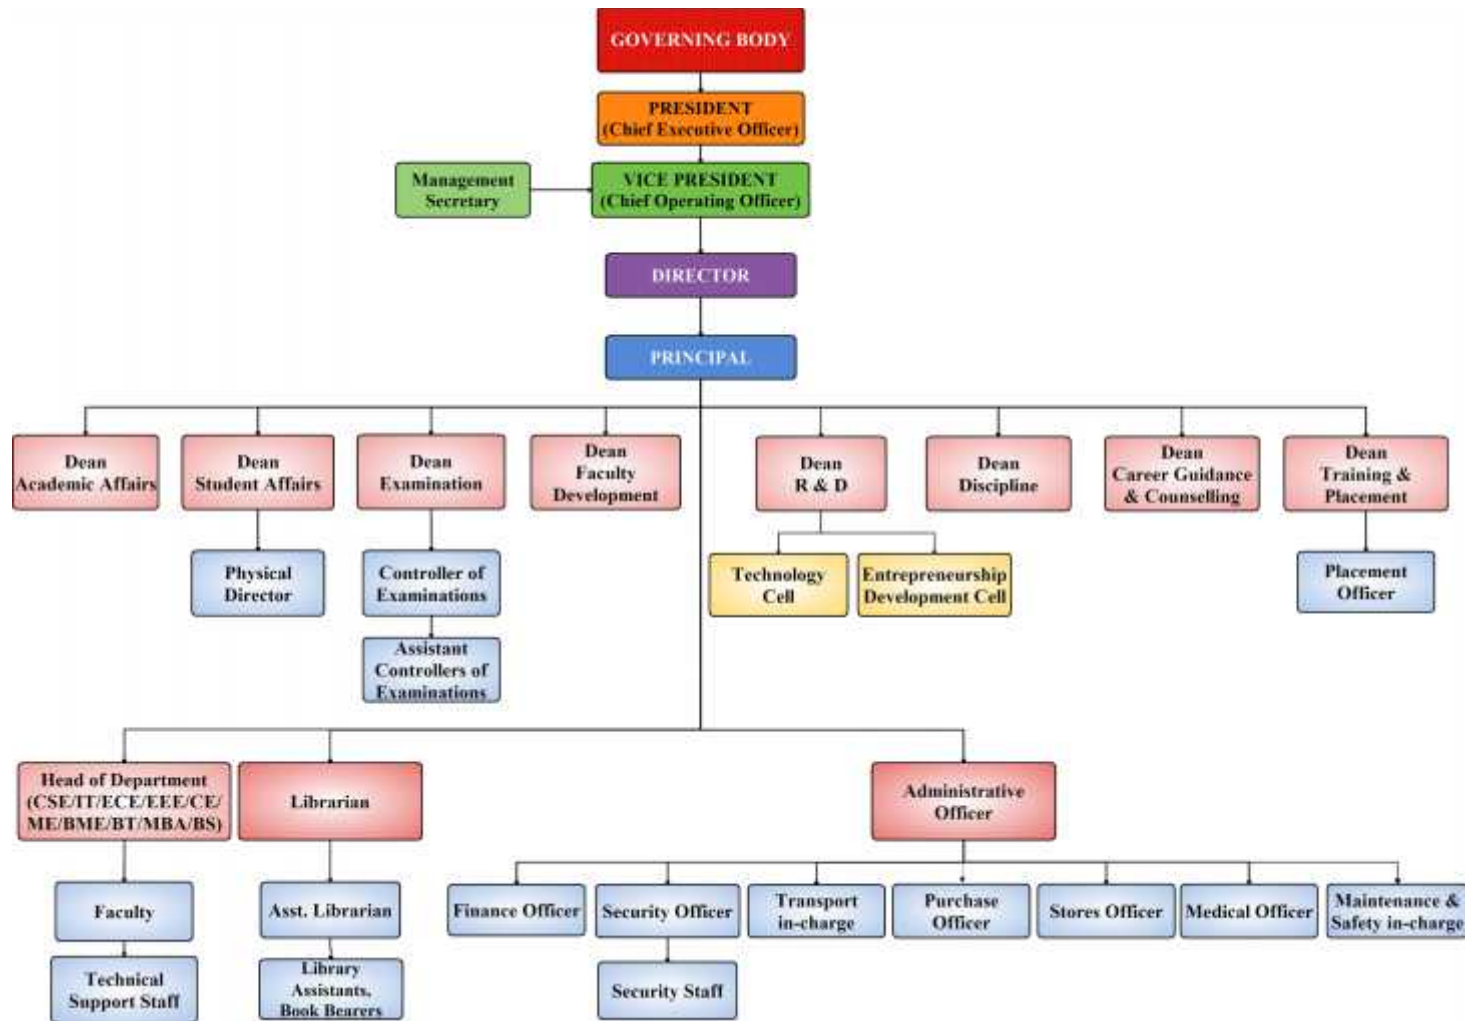 GOVERNING BODY
PRESIDENT
(Chief Executive Officer)
Management
Secretary
VICE PRESIDENT
(Chief Operating Officer)
DIRECTOR
PRINCIPAL
Dean
Academic Affairs
Dean
Student Affairs
Dean
Examination
Dean
Faculty
Development
Dean
R & D
Dean
Discipline
Dean
Career Guidance
& Counselling
Dean
Training &
Placement
Physical
Director
Controller of
Examinations
Technology
Cell
Entrepreneurship
Development Cell
Placement
Officer
Assistant
Controllers of
Examinations
Head of Department
(CSE/IT/ECE/EEE/CE/
ME/BME/BT/MBA/BS)
Librarian
Administrative
Officer
Faculty
Asst. Librarian
Finance Officer
Security Officer
Transport
in-charge
Purchase
Officer
Stores Officer
Medical Officer
Maintenance &
Safety in-charge
Technical
Support Staff
Library
Assistants,
Book Bearers
Security Staff